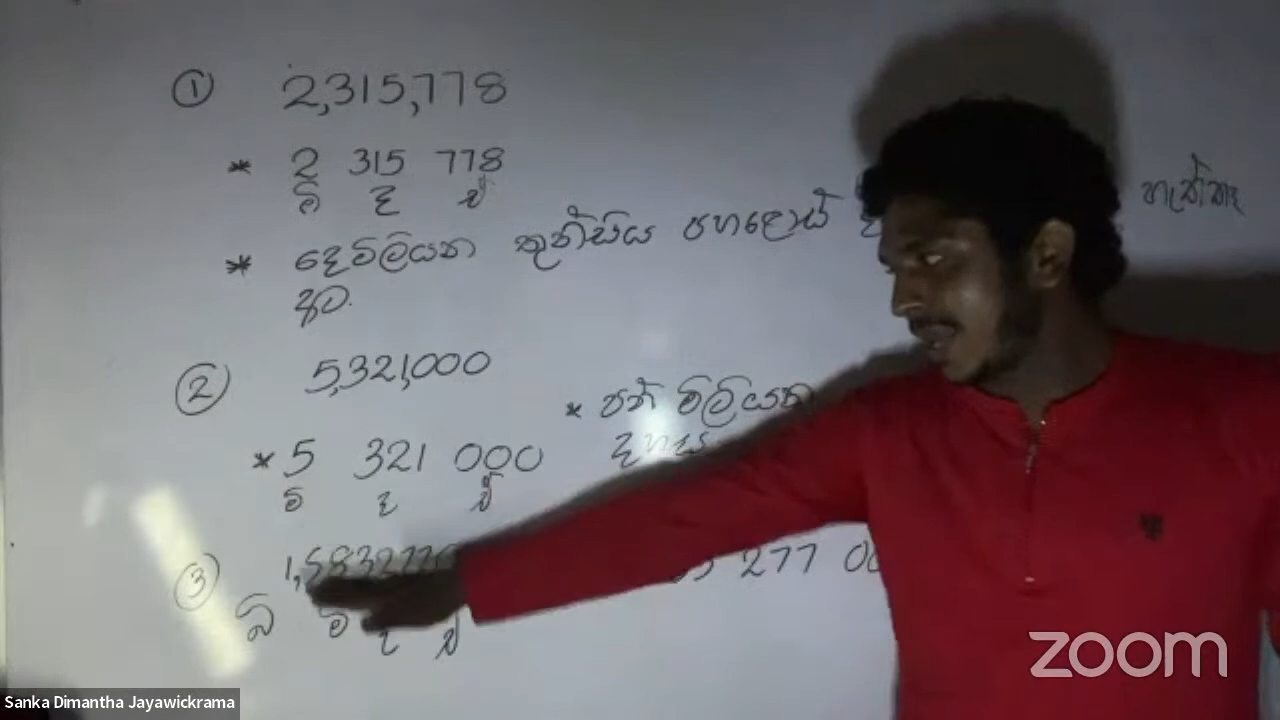 ① 2,315,778
* 2 315 778
මි ද ඒ
* දෙමිලියන තුන්සිය පහළොස්
අට.
② 5,321,000
* 5 321 000
මි ද ඒ
* පන් මිලියන
දහස
③ 277
බි මි ද ඒ
zoom
Sanka Dimantha Jayawickrama